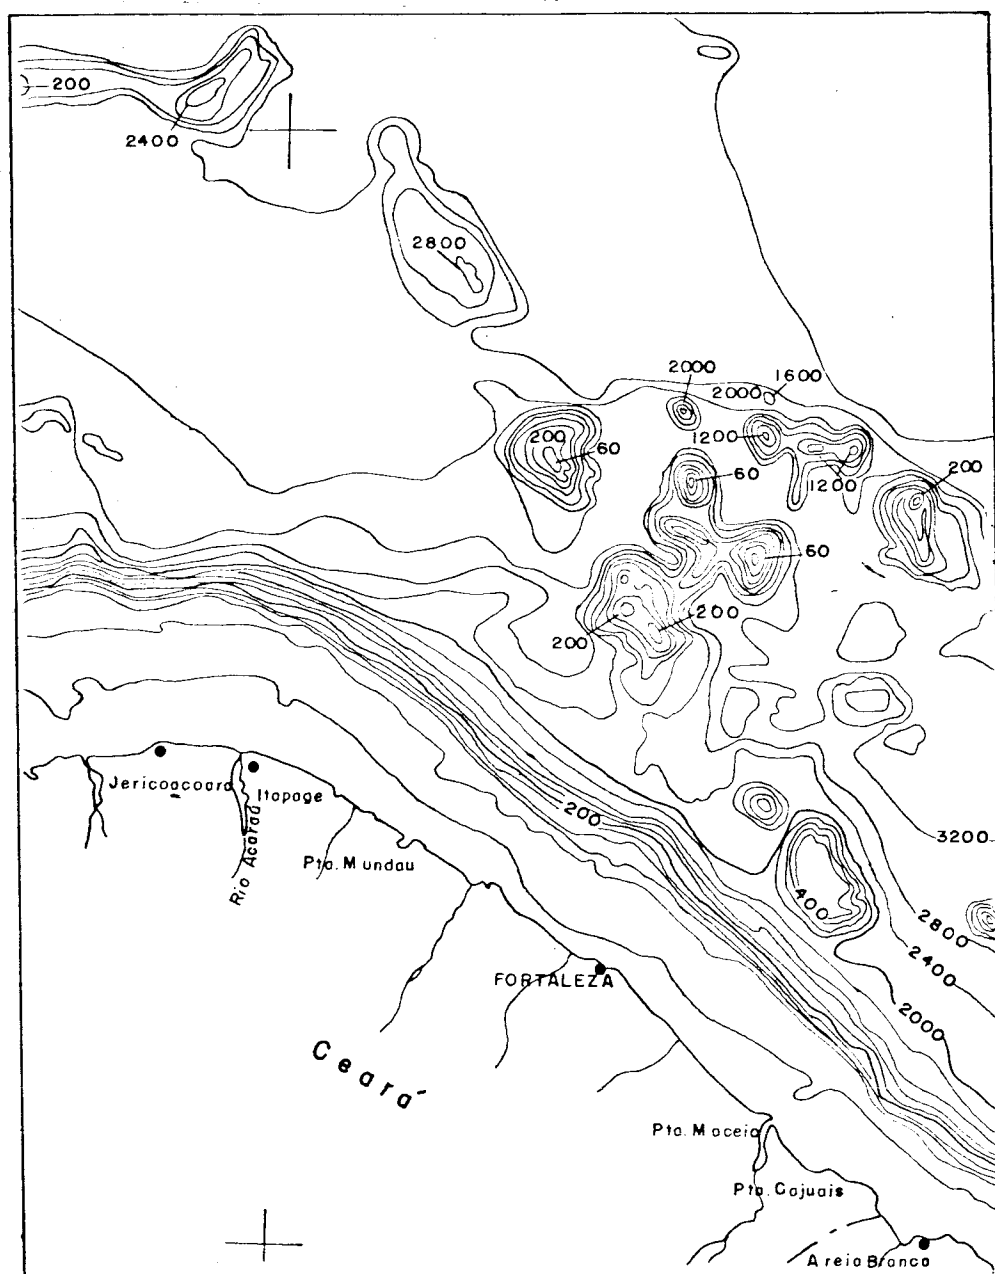 200
2400
2800
2000
1600
2000
200
60
1200
60
1200
200
60
200
200
Jericoacoara
Itapage
200
Rio Acaraú
Pta. Mundau
3200
400
2800
2400
FORTALEZA
2000
Ceará
Pta. Maceio
Pta. Cajuais
Areia Branca